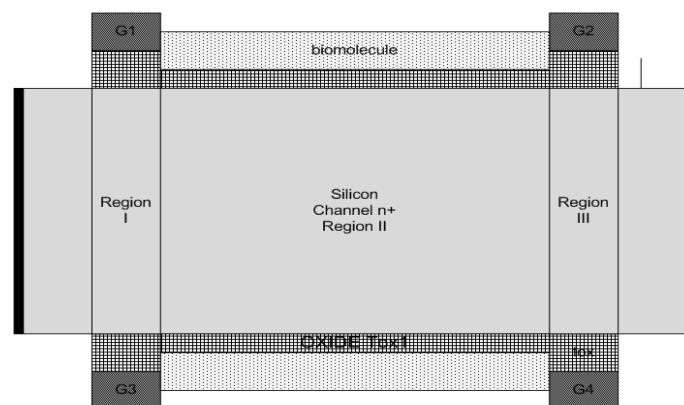 G1
G2
biomolecule
Region
I
Silicon
Channel n+
Region II
Region
III
OXIDE Tox1
tox
G3
G4